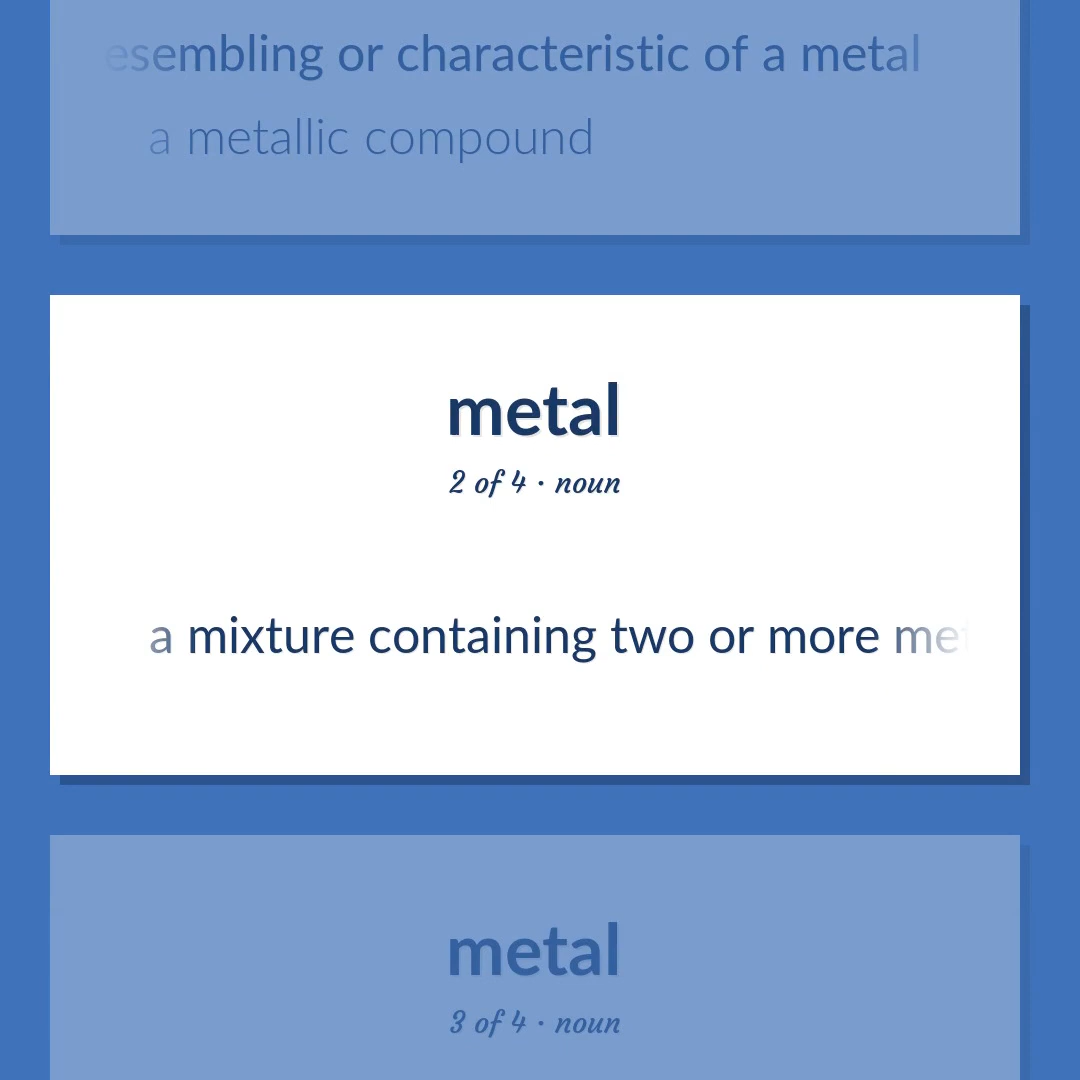 esembling or characteristic of a metal
a metallic compound
metal
2 of 4 · noun
a mixture containing two or more met
metal
3 of 4 · noun